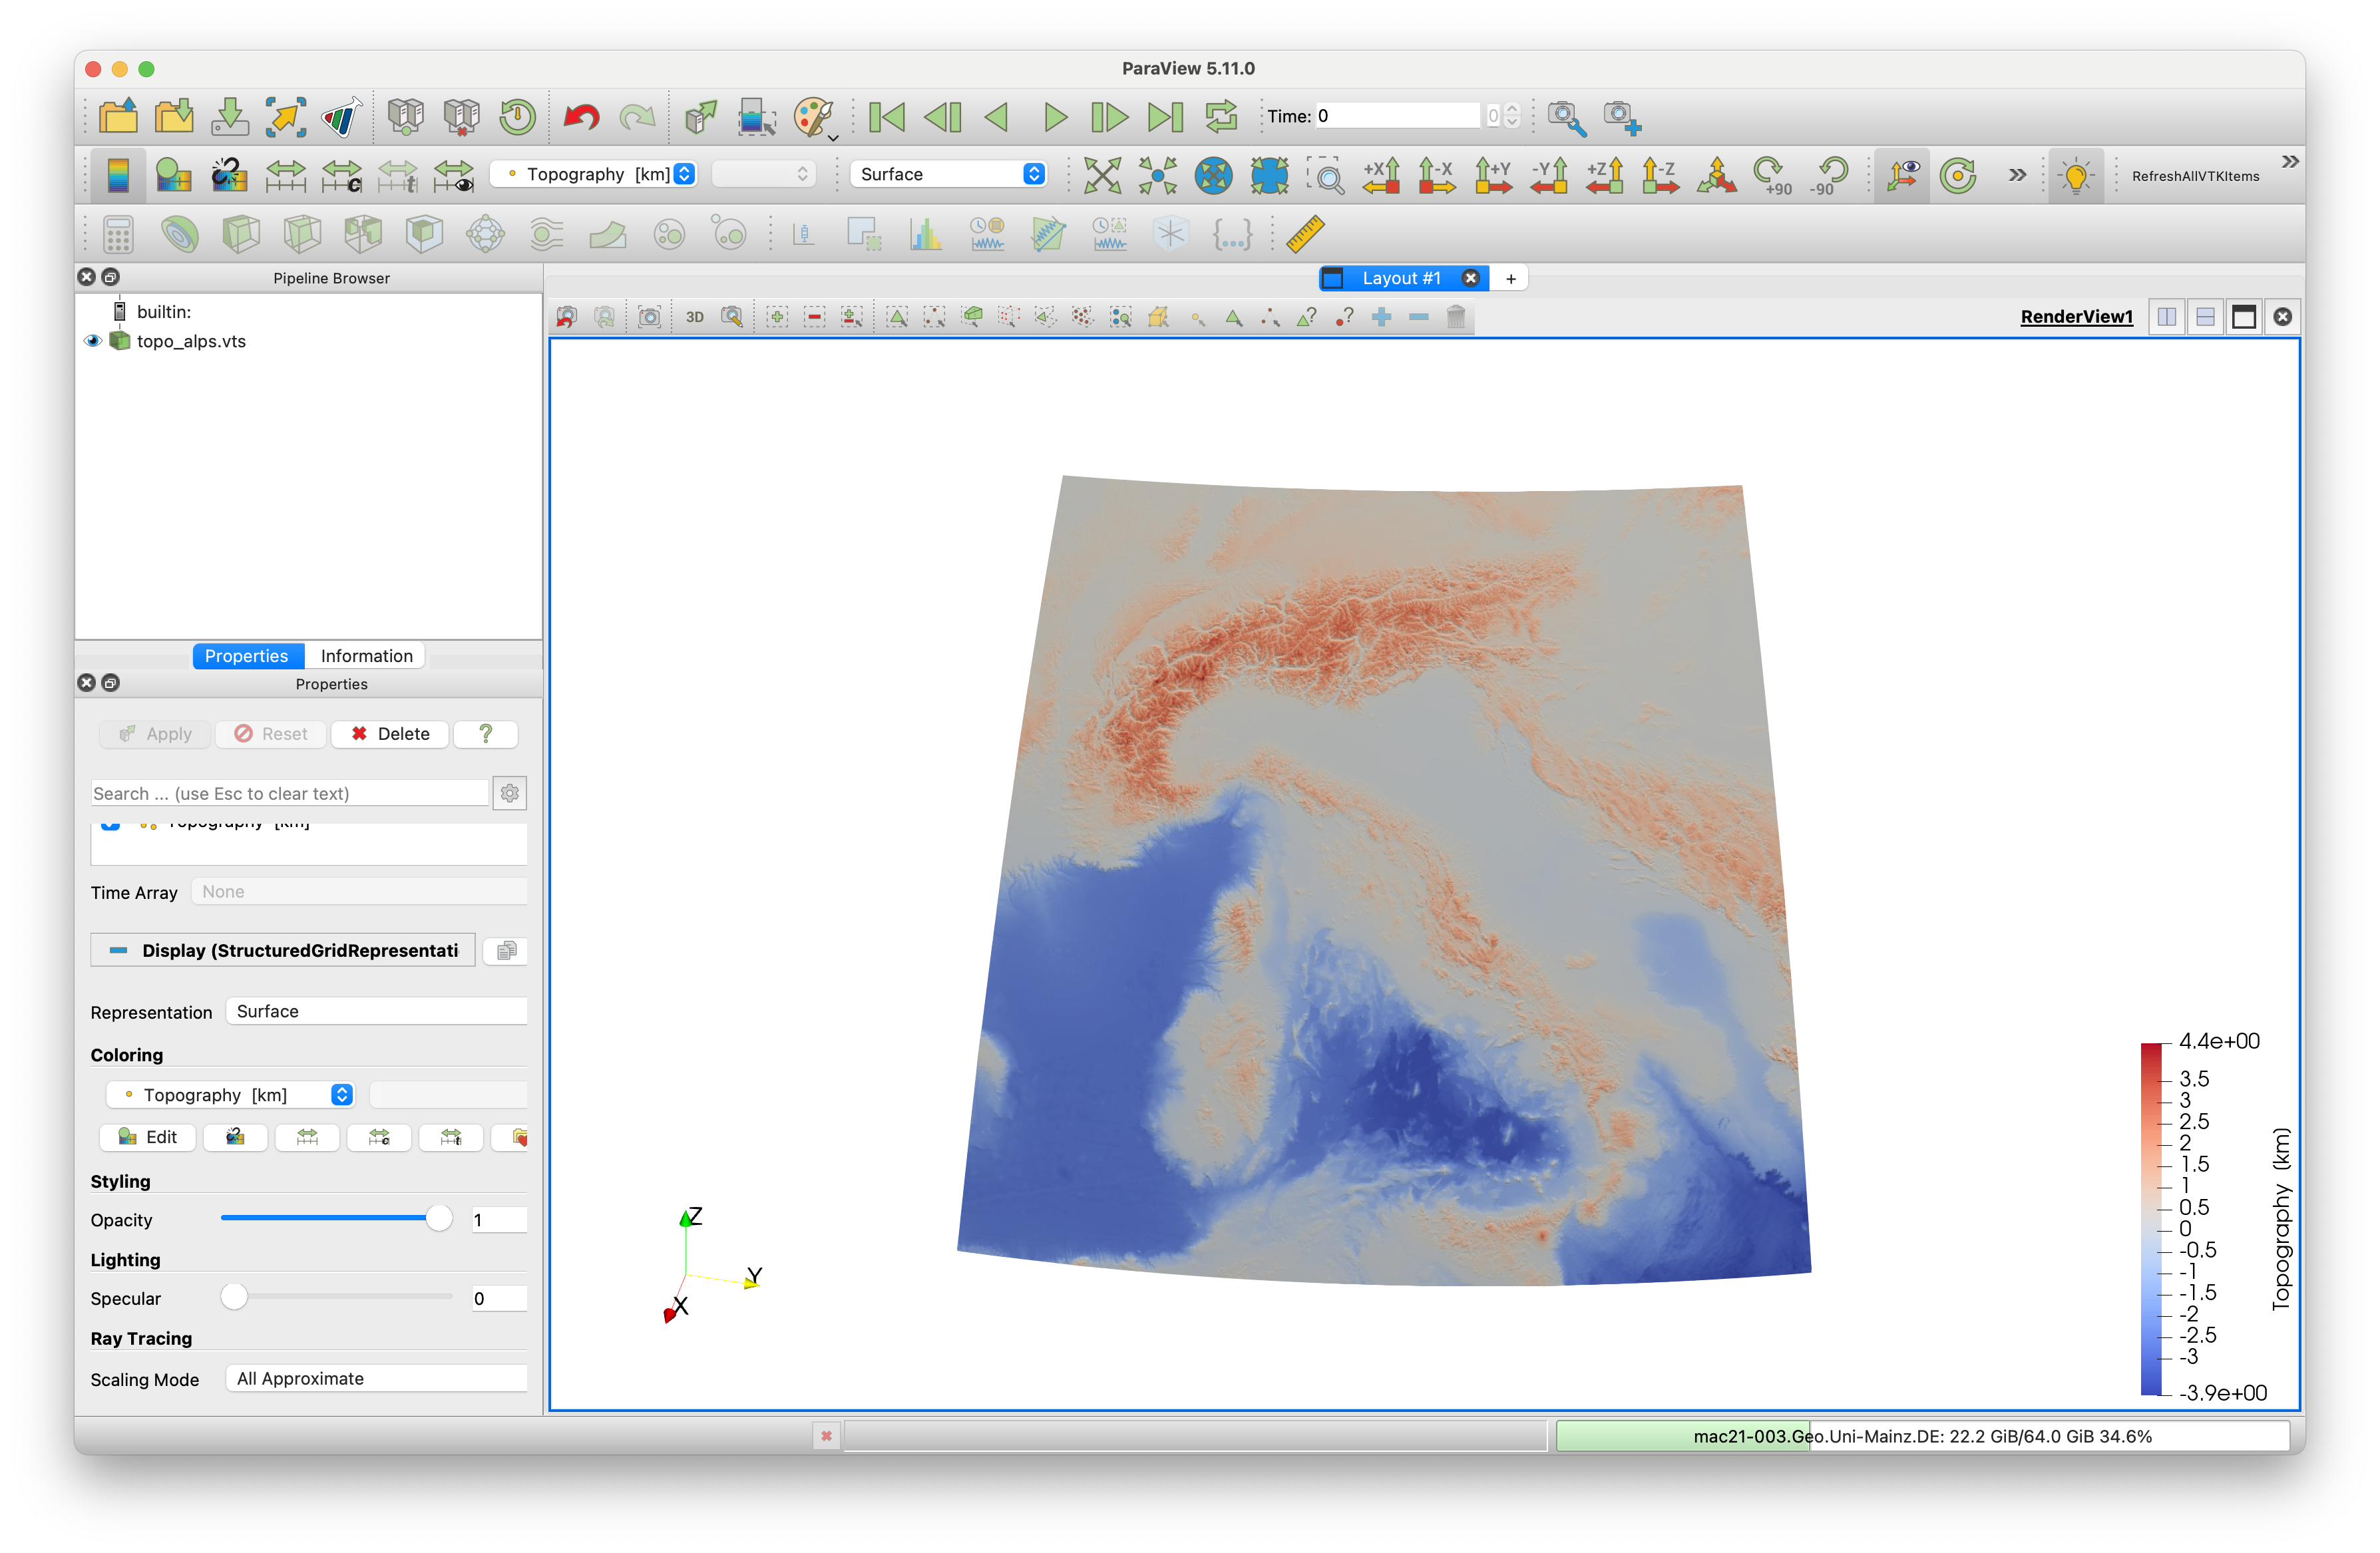 ParaView 5.11.0
Time: 0
0
Topography [km]
Surface
+X
-X
+Y
-Y
+Z
-Z
+90
-90
»
RefreshAllVTKItems
»
Pipeline Browser
Layout #1
+
builtin:
topo_alps.vts
3D
RenderView1
Properties
Information
Properties
Apply
Reset
Delete
?
Search ... (use Esc to clear text)
Topography [km]
Time Array
None
Display (StructuredGridRepresentati
Representation
Surface
Coloring
Topography [km]
Edit
Styling
Opacity
1
Lighting
Specular
0
Ray Tracing
Scaling Mode
All Approximate
Z
Y
X
4.4e+00
3.5
3
2.5
2
1.5
1
0.5
0
-0.5
-1
-1.5
-2
-2.5
-3
-3.9e+00
Topography (km)
mac21-003.Geo.Uni-Mainz.DE: 22.2 GiB/64.0 GiB 34.6%